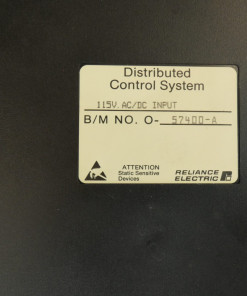 Distributed
Control System
115V. AC/DC INPUT
B/M NO. O- 57400-A
ATTENTION
Static Sensitive
Devices
RELIANCE
ELECTRIC